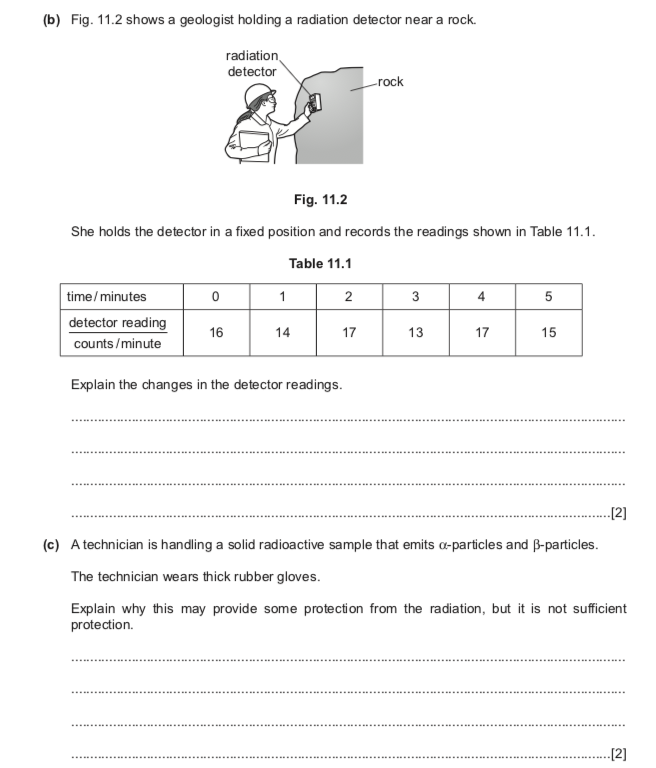 (b) Fig. 11.2 shows a geologist holding a radiation detector near a rock.
radiation
detector
rock
Fig. 11.2
She holds the detector in a fixed position and records the readings shown in Table 11.1.
Table 11.1
time/minutes 0 1 2 3 4 5
detector reading
counts/minute
16 14 17 13 17 15
Explain the changes in the detector readings.
[2]
(c) A technician is handling a solid radioactive sample that emits α-particles and β-particles.
The technician wears thick rubber gloves.
Explain why this may provide some protection from the radiation, but it is not sufficient
protection.
[2]